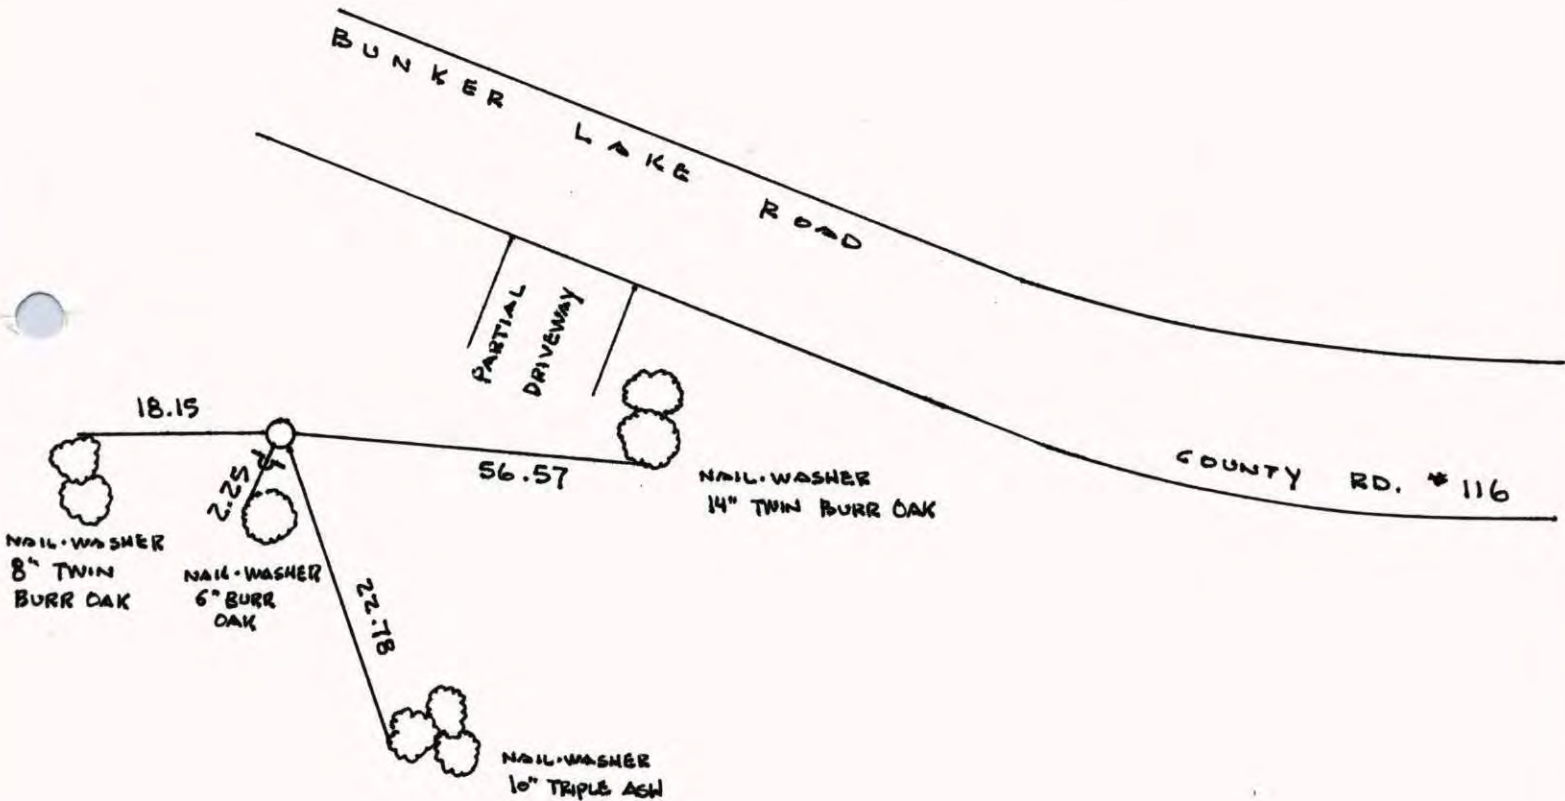 BUNKER LAKE ROAD
PARTIAL
DRIVEWAY
18.15
2.25
56.57
COUNTY RD. # 116
NAIL·WASHER
14" TWIN BURR OAK
NAIL·WASHER
8" TWIN
BURR OAK
NAIL·WASHER
6" BURR
OAK
22.78
NAIL·WASHER
10" TRIPLE ASH